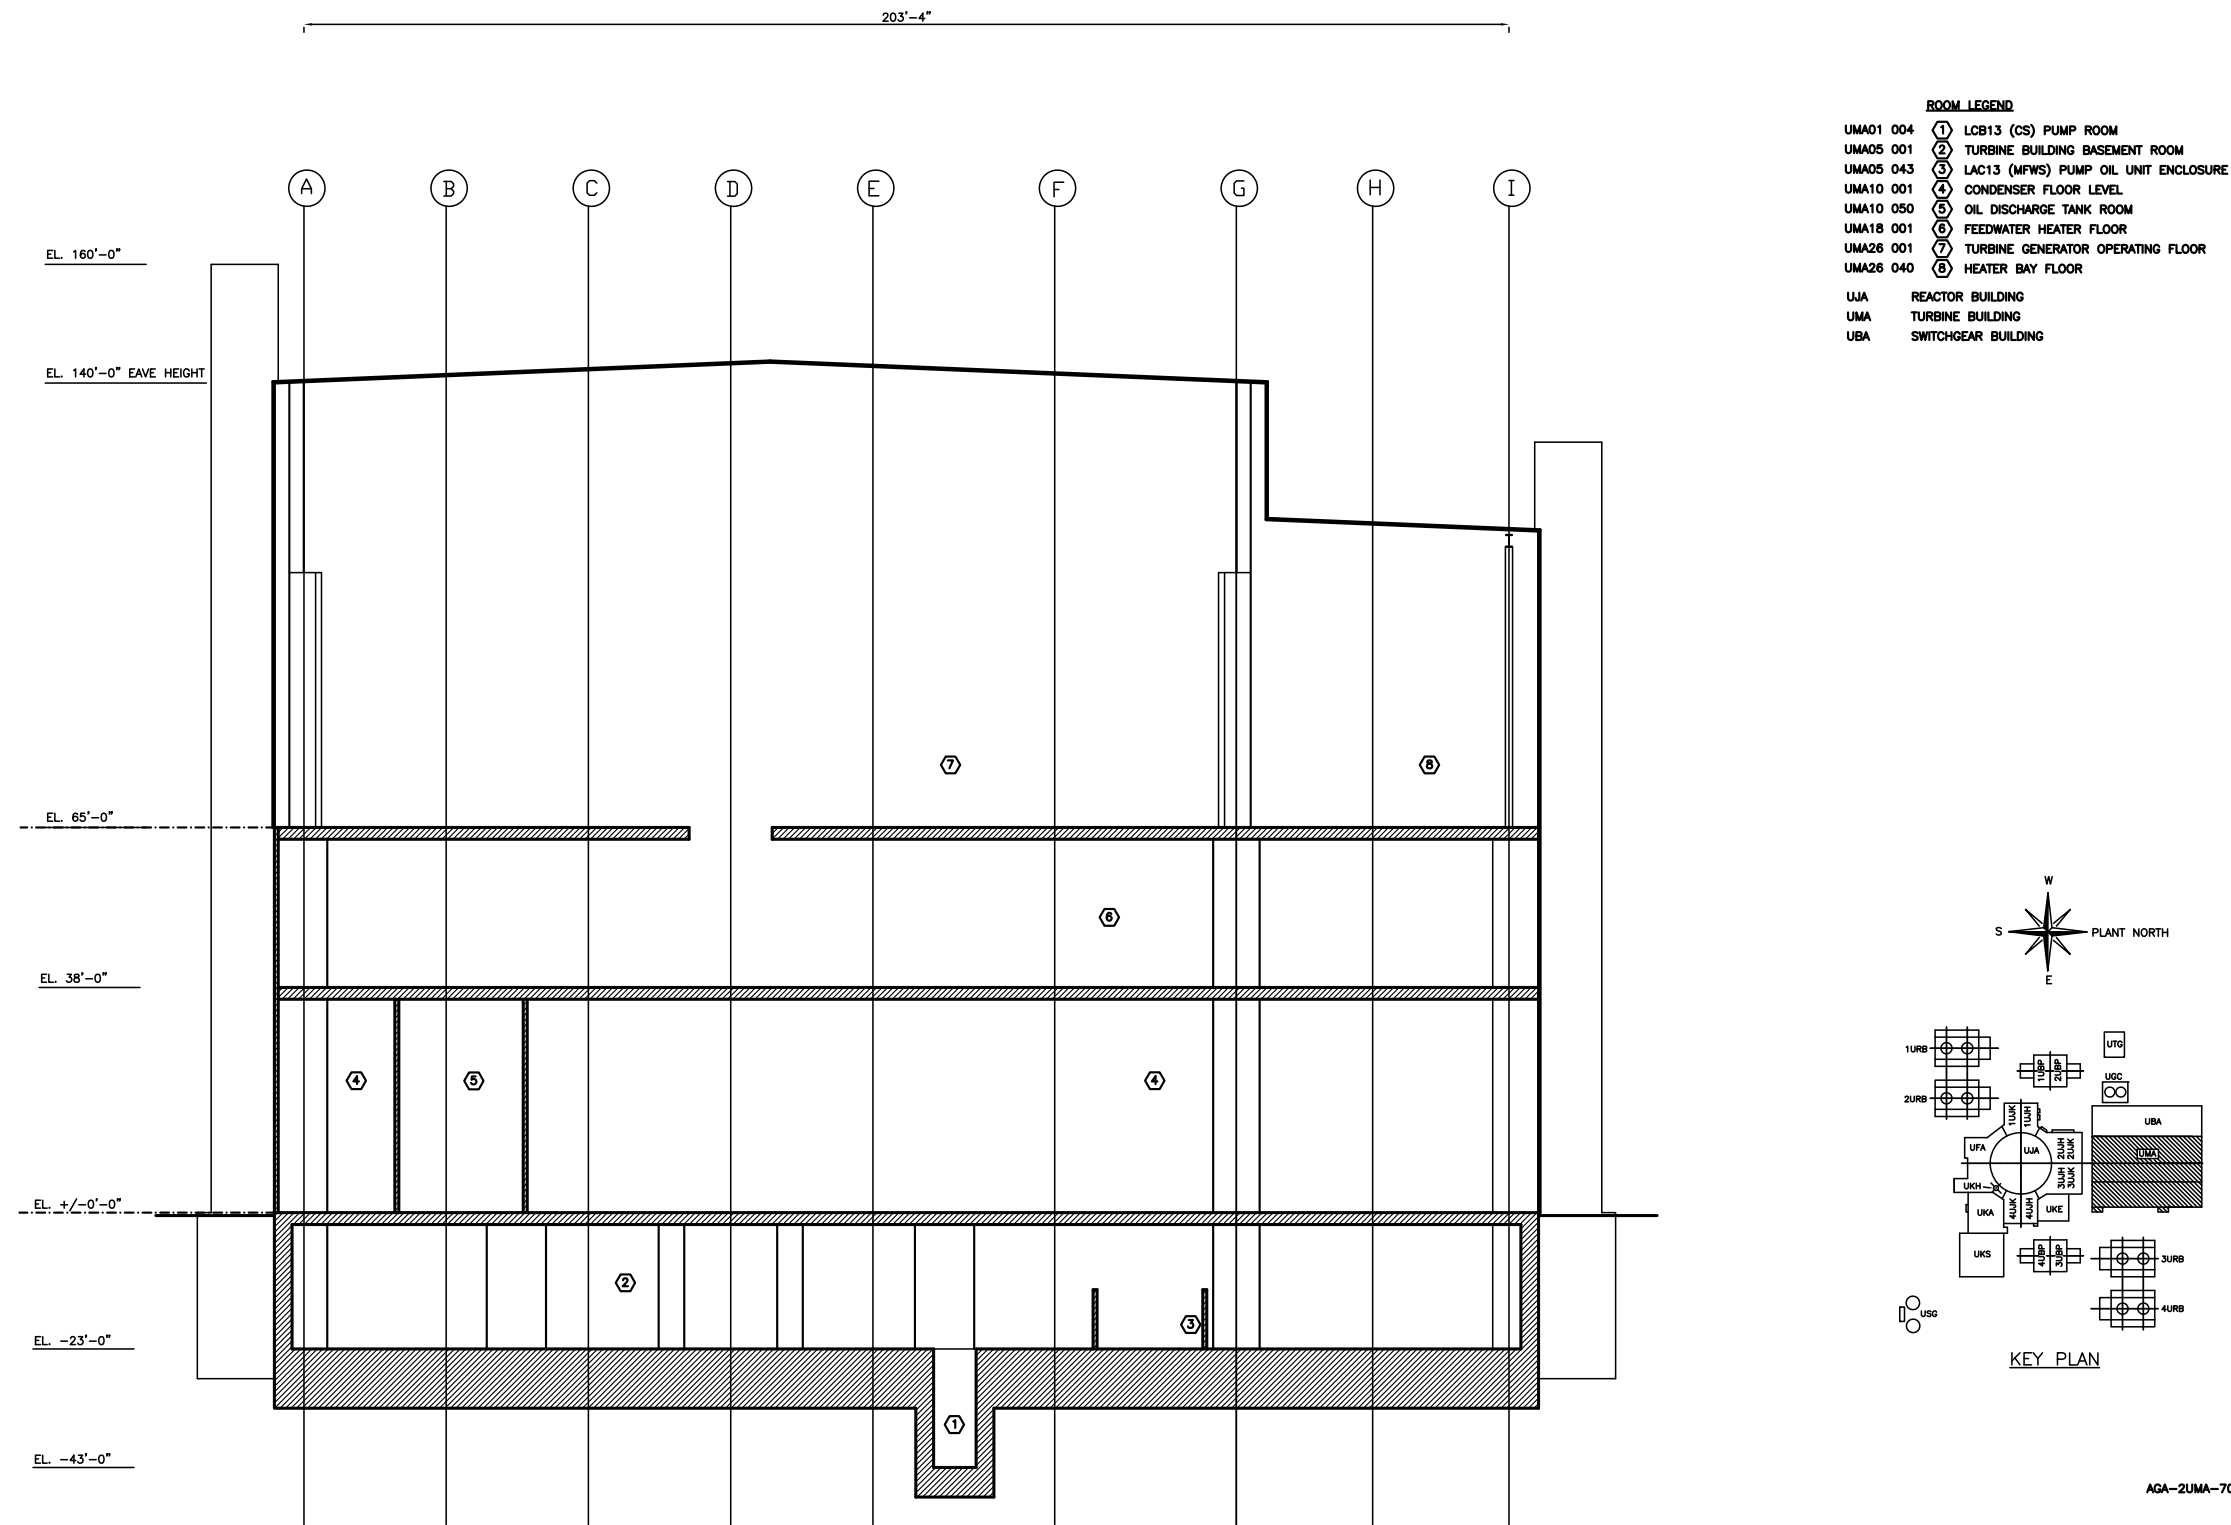 203'-4"
ROOM LEGEND
UMA01 004 1 LCB13 (CS) PUMP ROOM
UMA05 001 2 TURBINE BUILDING BASEMENT ROOM
UMA05 043 3 LAC13 (MFWS) PUMP OIL UNIT ENCLOSURE
UMA10 001 4 CONDENSER FLOOR LEVEL
UMA10 050 5 OIL DISCHARGE TANK ROOM
UMA18 001 6 FEEDWATER HEATER FLOOR
UMA26 001 7 TURBINE GENERATOR OPERATING FLOOR
UMA26 040 8 HEATER BAY FLOOR
UJA REACTOR BUILDING
UMA TURBINE BUILDING
UBA SWITCHGEAR BUILDING
A B C D E F G H I
EL. 160'-0"
EL. 140'-0" EAVE HEIGHT
7 8
EL. 65'-0"
6
EL. 38'-0"
4 5 4
EL. +/-0'-0"
2
3
EL. -23'-0"
1
EL. -43'-0"
W
S PLANT NORTH
E
1URB
2URB
1UBP 2UBP
UTG
UGC
UBA
UMA
1UJK 1UJH
UFA
UJA
2UJH 2UJK
3UJH 3UJK
UKH
UKA
4UJK 4UJH
UKE
UKS
4UBP 3UBP
3URB
4URB
USG
KEY PLAN
AGA-2UMA-70